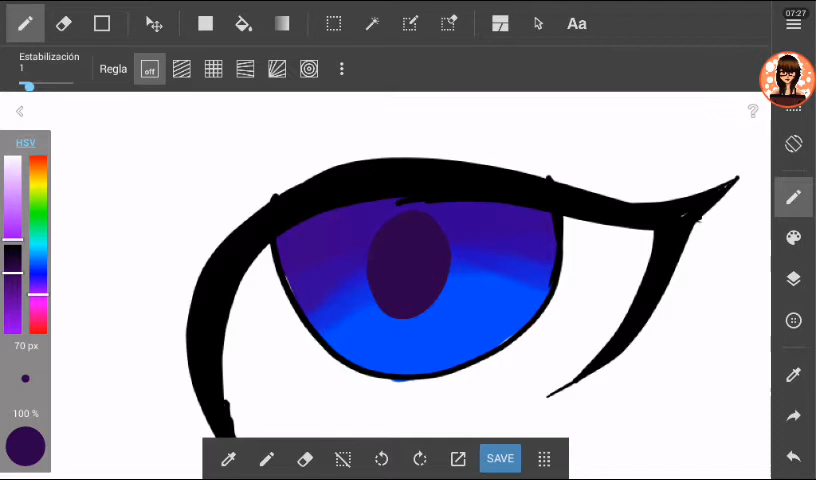 07:27
Aa
Estabilización
1
Regla
off
?
HSV
70 px
100 %
SAVE